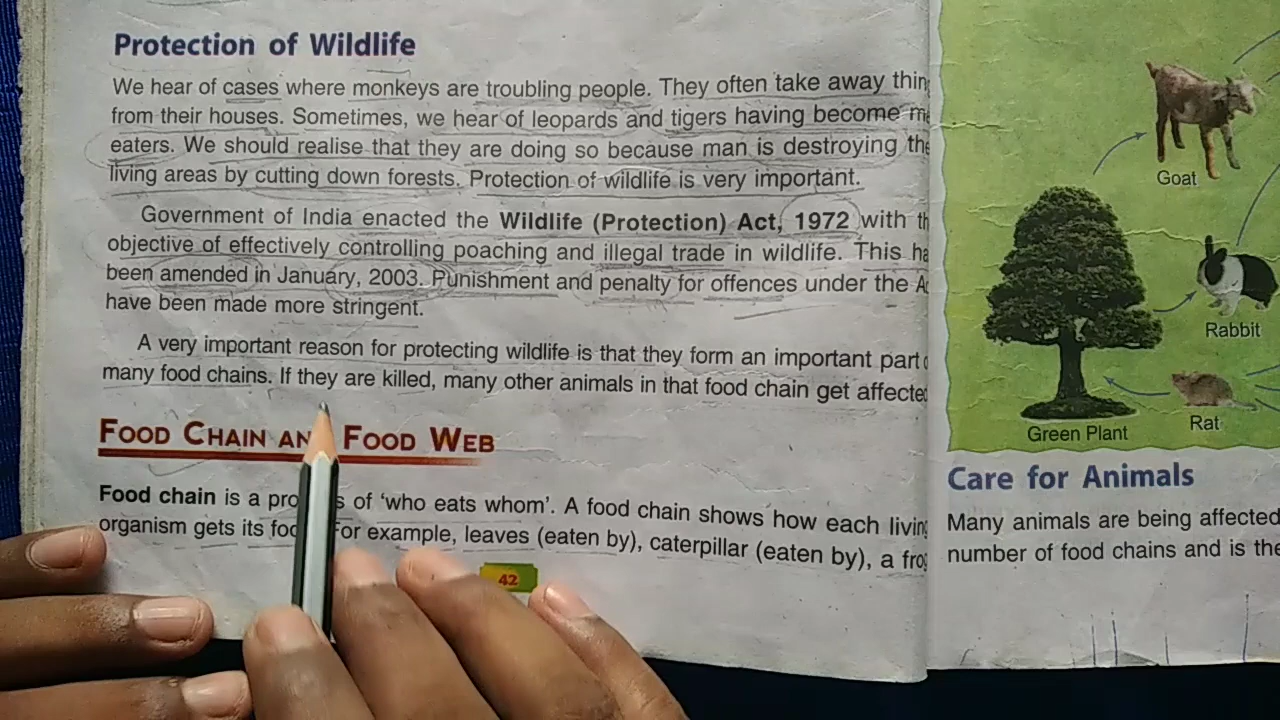 Protection of Wildlife
We hear of cases where monkeys are troubling people. They often take away thin
from their houses. Sometimes, we hear of leopards and tigers having become m
eaters. We should realise that they are doing so because man is destroying the
living areas by cutting down forests. Protection of wildlife is very important.
Government of India enacted the Wildlife (Protection) Act, 1972 with th
objective of effectively controlling poaching and illegal trade in wildlife. This ha
been amended in January, 2003. Punishment and penalty for offences under the A
have been made more stringent.
A very important reason for protecting wildlife is that they form an important part
many food chains. If they are killed, many other animals in that food chain get affected
FOOD CHAIN AN FOOD WEB
Food chain is a pro s of ‘who eats whom’. A food chain shows how each living
organism gets its foo For example, leaves (eaten by), caterpillar (eaten by), a frog
42
Goat
Rabbit
Rat
Green Plant
Care for Animals
Many animals are being affected
number of food chains and is the